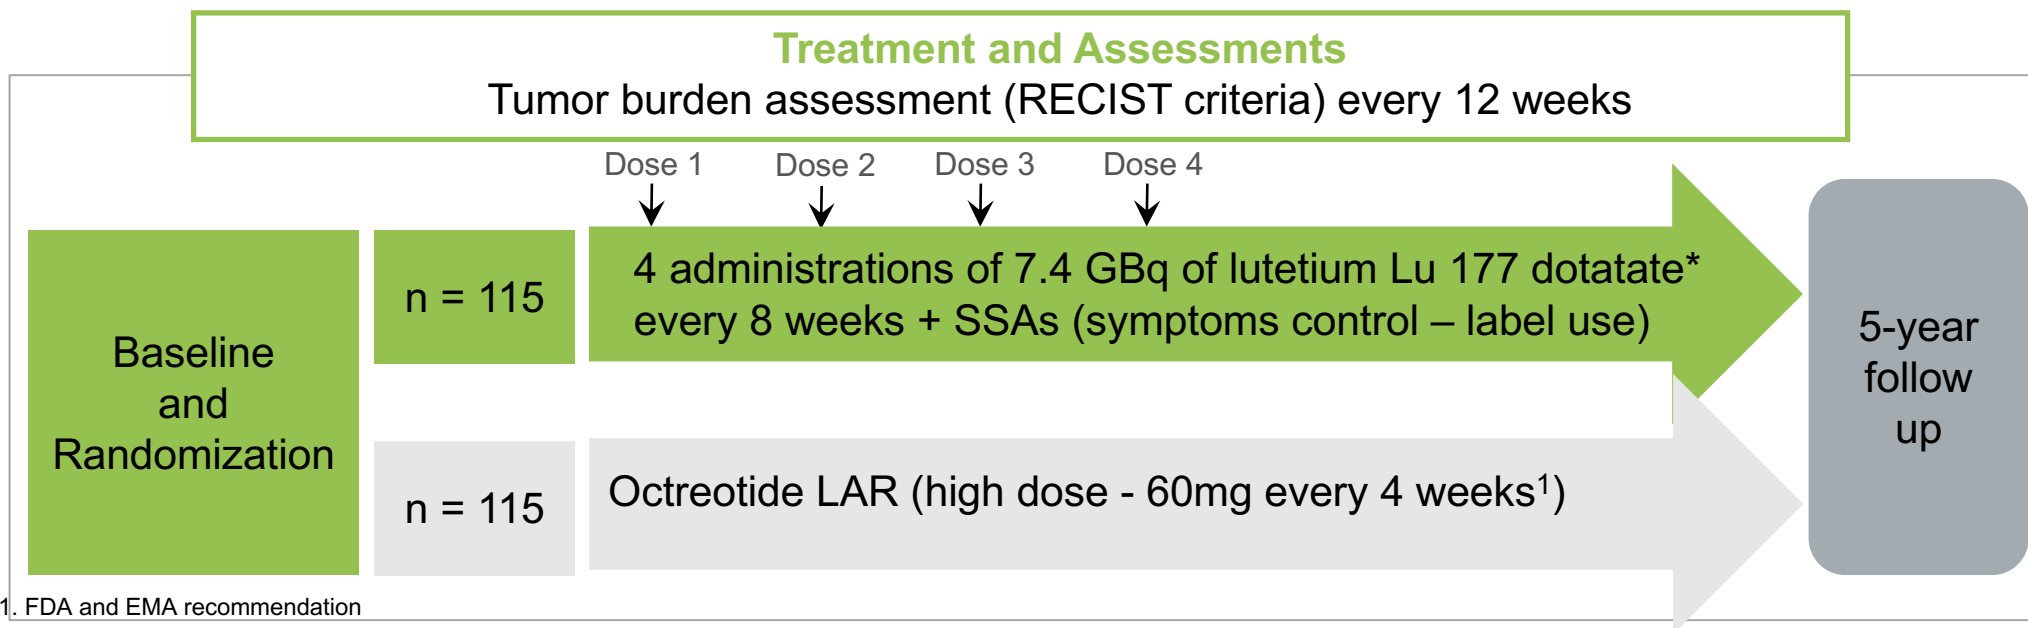 Treatment and Assessments
Tumor burden assessment (RECIST criteria) every 12 weeks
Dose 1
Dose 2
Dose 3
Dose 4
Baseline
and
Randomization
n = 115
4 administrations of 7.4 GBq of lutetium Lu 177 dotatate*
every 8 weeks + SSAs (symptoms control – label use)
n = 115
Octreotide LAR (high dose - 60mg every 4 weeks¹)
5-year
follow
up
1. FDA and EMA recommendation